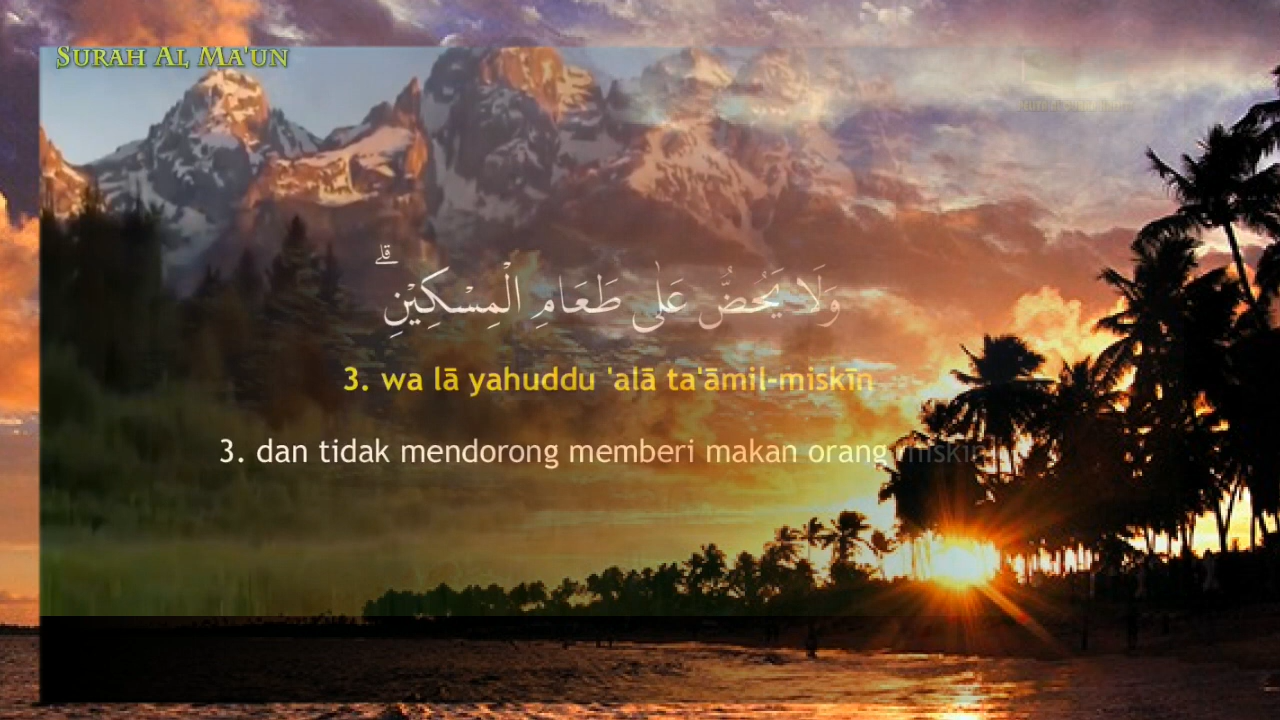 SURAH AL MA'UN
وَلَا يَحُضُّ عَلٰى طَعَامِ الْمِسْكِيْنِۗ
3. wa lā yahuddu 'alā ta'āmil-miskīn
3. dan tidak mendorong memberi makan orang miskin